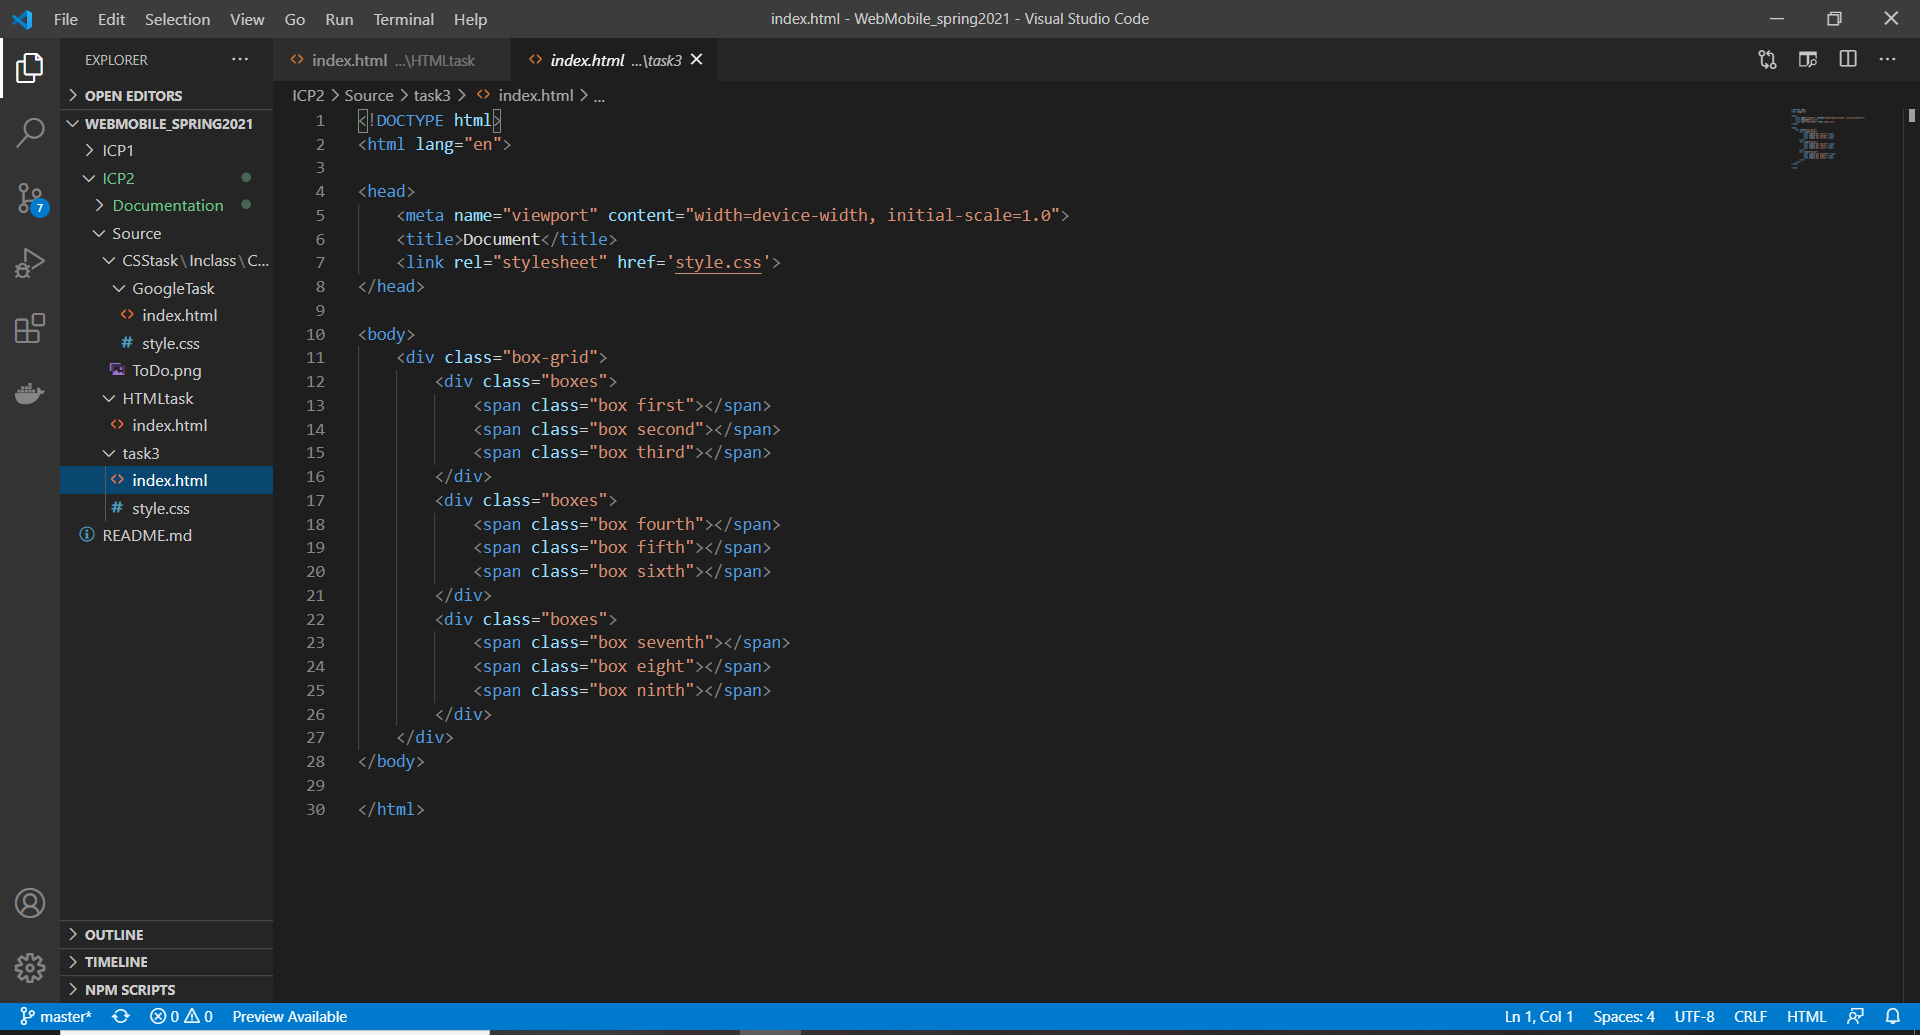 File Edit Selection View Go Run Terminal Help
index.html - WebMobile_spring2021 - Visual Studio Code
EXPLORER
OPEN EDITORS
WEBMOBILE_SPRING2021
ICP1
ICP2
Documentation
Source
CSStask\Inclass\C...
GoogleTask
index.html
style.css
ToDo.png
HTMLtask
index.html
task3
index.html
style.css
README.md
OUTLINE
TIMELINE
NPM SCRIPTS
7
index.html ...\HTMLtask
index.html ...\task3
ICP2 > Source > task3 > index.html > ...
1 <!DOCTYPE html>
2 <html lang="en">
3
4 <head>
5     <meta name="viewport" content="width=device-width, initial-scale=1.0">
6     <title>Document</title>
7     <link rel="stylesheet" href='style.css'>
8 </head>
9
10 <body>
11     <div class="box-grid">
12         <div class="boxes">
13             <span class="box first"></span>
14             <span class="box second"></span>
15             <span class="box third"></span>
16         </div>
17         <div class="boxes">
18             <span class="box fourth"></span>
19             <span class="box fifth"></span>
20             <span class="box sixth"></span>
21         </div>
22         <div class="boxes">
23             <span class="box seventh"></span>
24             <span class="box eight"></span>
25             <span class="box ninth"></span>
26         </div>
27     </div>
28 </body>
29
30 </html>
master* 0 0 Preview Available
Ln 1, Col 1 Spaces: 4 UTF-8 CRLF HTML